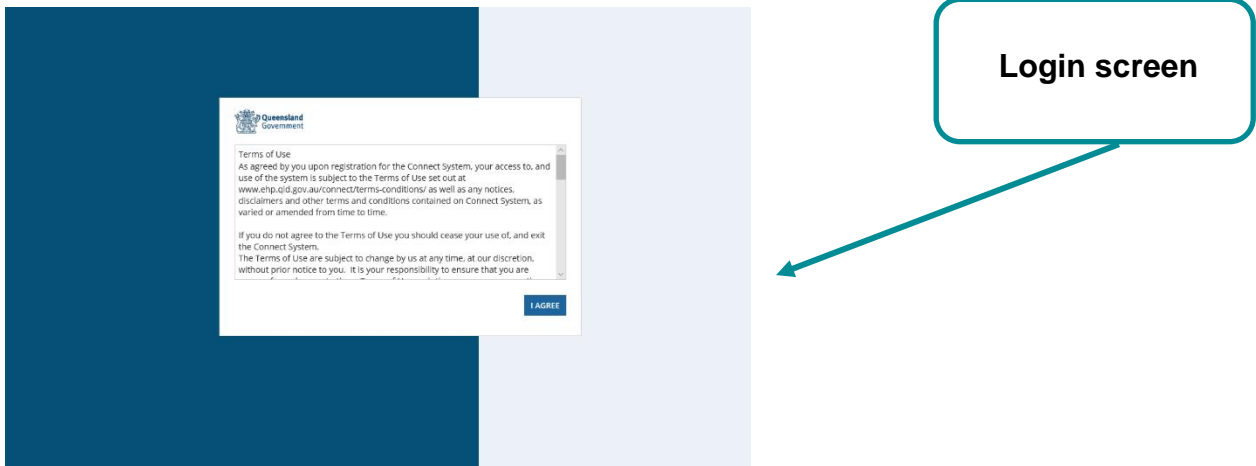 Login screen
Queensland
Government
Terms of Use
As agreed by you upon registration for the Connect System, your access to, and
use of the system is subject to the Terms of Use set out at
www.ehp.qld.gov.au/connect/terms-conditions/ as well as any notices,
disclaimers and other terms and conditions contained on Connect System, as
varied or amended from time to time.
If you do not agree to the Terms of Use you should cease your use of, and exit
the Connect System.
The Terms of Use are subject to change by us at any time, at our discretion,
without prior notice to you. It is your responsibility to ensure that you are
I AGREE